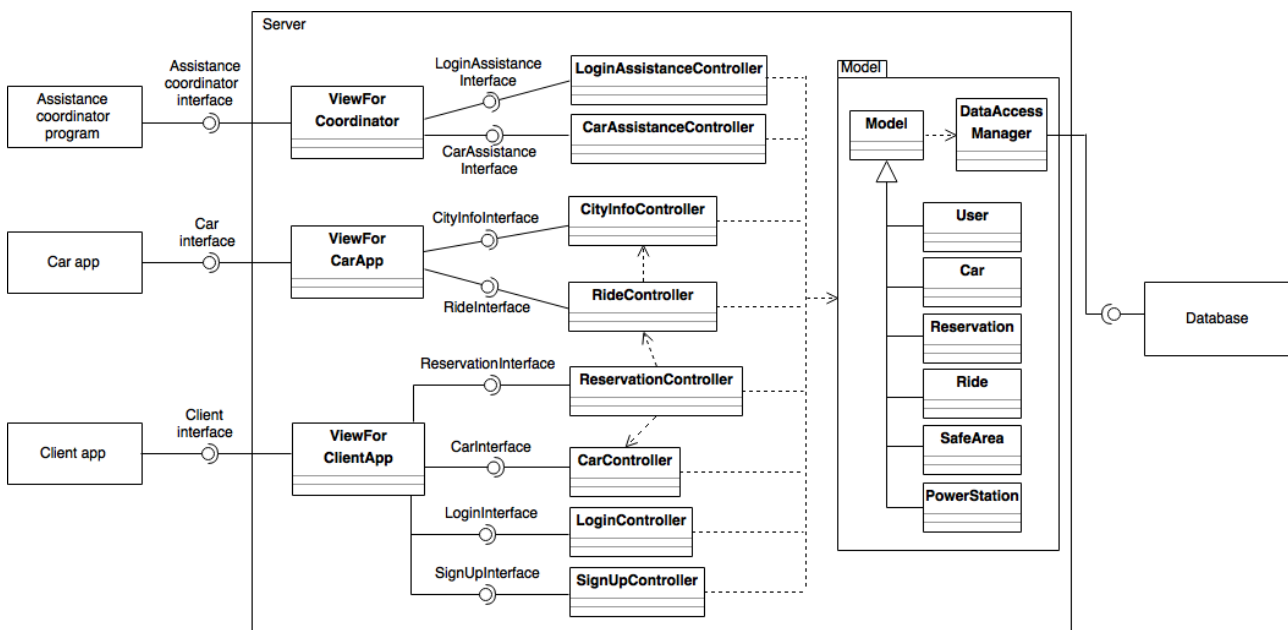 Server
Assistance
coordinator
interface
Assistance
coordinator
program
ViewFor
Coordinator
LoginAssistance
Interface
LoginAssistanceController
CarAssistance
Interface
CarAssistanceController
Car
interface
Car app
ViewFor
CarApp
CityInfoInterface
CityInfoController
RideInterface
RideController
Client
interface
Client app
ViewFor
ClientApp
ReservationInterface
ReservationController
CarInterface
CarController
LoginInterface
LoginController
SignUpInterface
SignUpController
Model
Model
DataAccess
Manager
User
Car
Reservation
Ride
SafeArea
PowerStation
Database